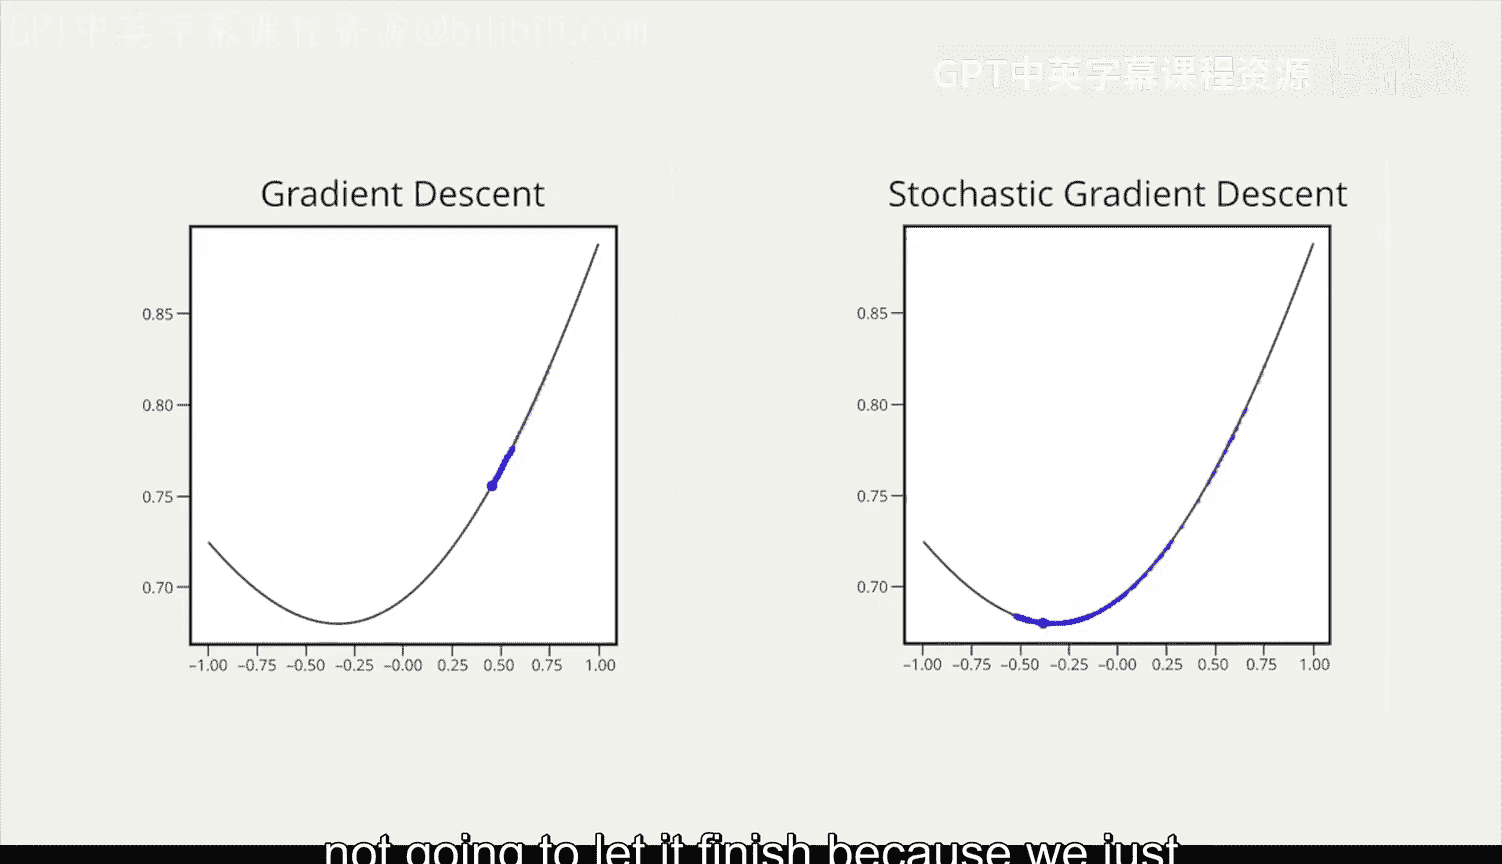 GPT中英字幕课程资源@bilibili.com
GPT中英字幕课程资源
Gradient Descent
Stochastic Gradient Descent
0.85
0.80
0.75
0.70
−1.00 −0.75 −0.50 −0.25 −0.00 0.25 0.50 0.75 1.00
0.85
0.80
0.75
0.70
−1.00 −0.75 −0.50 −0.25 −0.00 0.25 0.50 0.75 1.00
not going to let it finish because we just